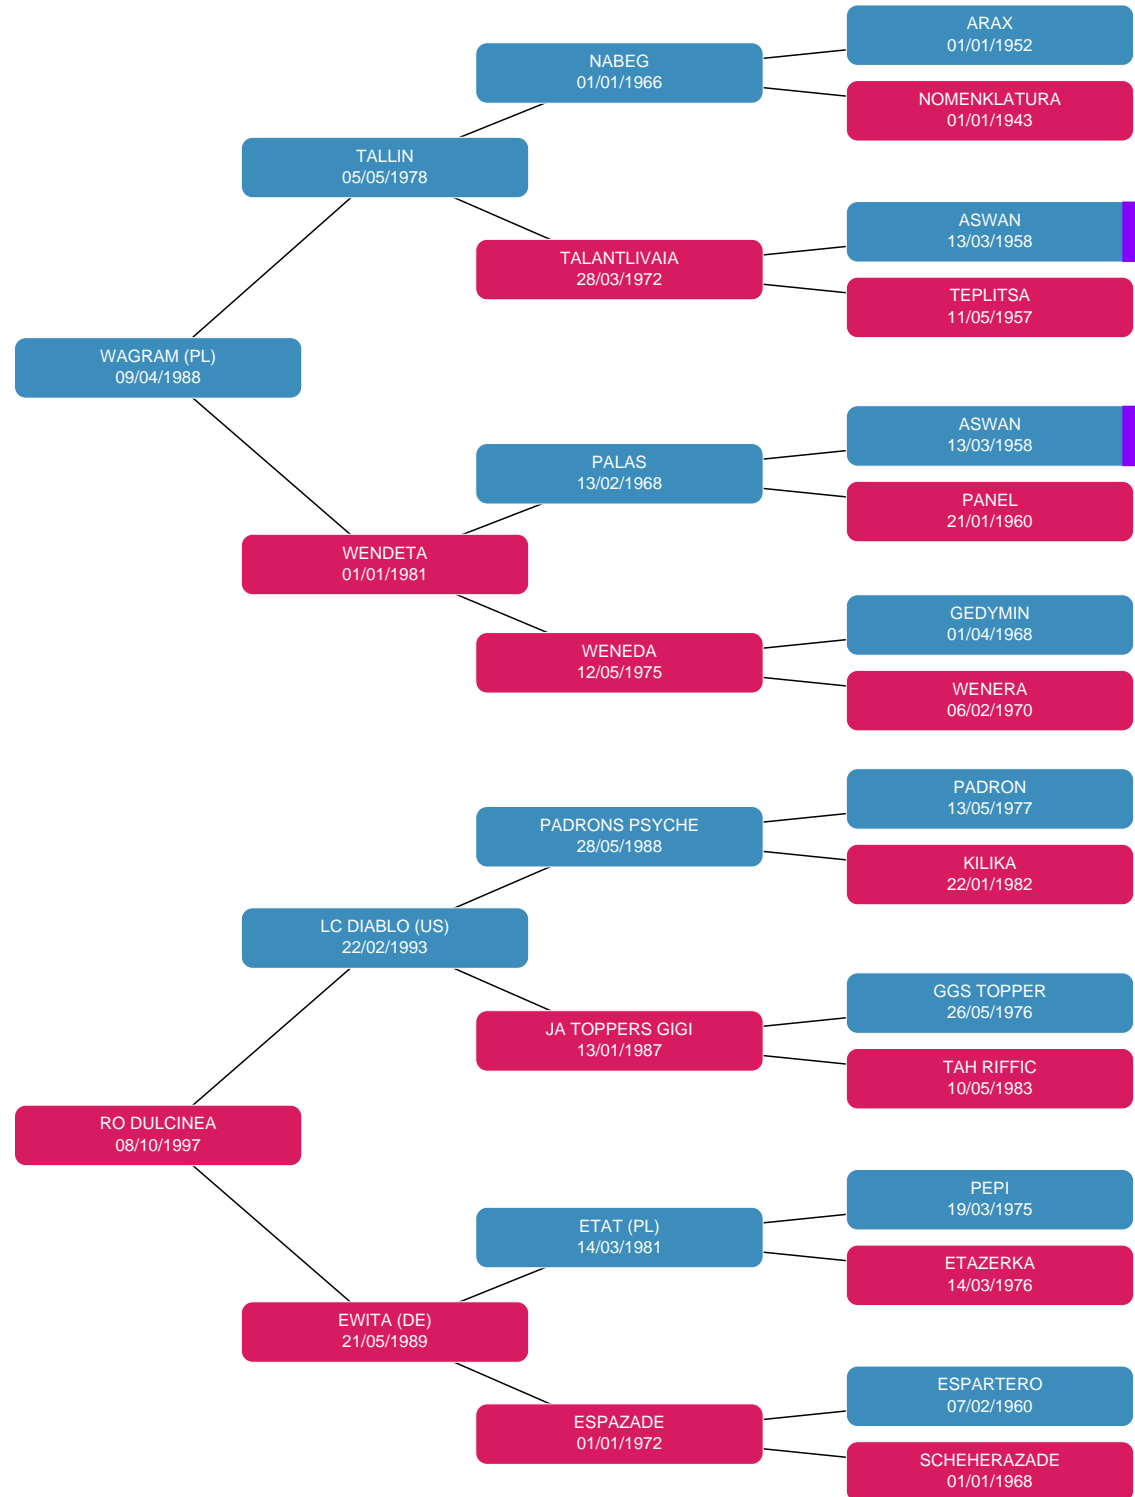 ARAX
01/01/1952
NABEG
01/01/1966
NOMENKLATURA
01/01/1943
TALLIN
05/05/1978
ASWAN
13/03/1958
TALANTLIVAIA
28/03/1972
TEPLITSA
11/05/1957
WAGRAM (PL)
09/04/1988
ASWAN
13/03/1958
PALAS
13/02/1968
PANEL
21/01/1960
WENDETA
01/01/1981
GEDYMIN
01/04/1968
WENEDA
12/05/1975
WENERA
06/02/1970
PADRON
13/05/1977
PADRONS PSYCHE
28/05/1988
KILIKA
22/01/1982
LC DIABLO (US)
22/02/1993
GGS TOPPER
26/05/1976
JA TOPPERS GIGI
13/01/1987
TAH RIFFIC
10/05/1983
RO DULCINEA
08/10/1997
PEPI
19/03/1975
ETAT (PL)
14/03/1981
ETAZERKA
14/03/1976
EWITA (DE)
21/05/1989
ESPARTERO
07/02/1960
ESPAZADE
01/01/1972
SCHEHERAZADE
01/01/1968